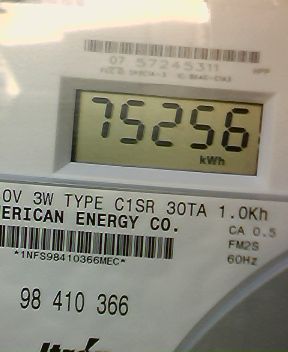 07 57245311
75256
kWh
0V 3W TYPE C1SR 30TA 1.0Kh
ERICAN ENERGY CO.
CA 0.5
FM2S
*1NFS98410366MEC*
60Hz
98 410 366